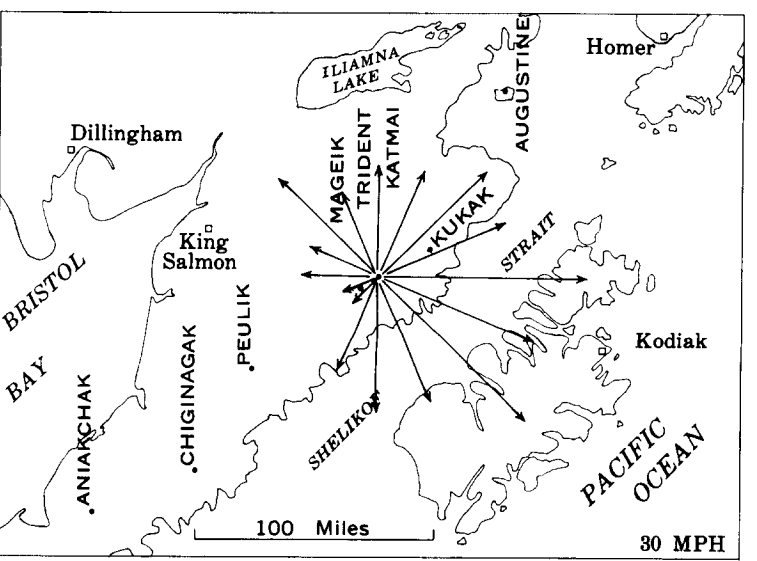 Homer
ILIAMNA
LAKE
AUGUSTINE
Dillingham
MAGEIK
TRIDENT
KATMAI
KUKAK
STRAIT
King
Salmon
BRISTOL
BAY
PEULIK
CHIGINAGAK
ANIAKCHAK
Kodiak
SHELIKOF
PACIFIC
OCEAN
100 Miles
30 MPH